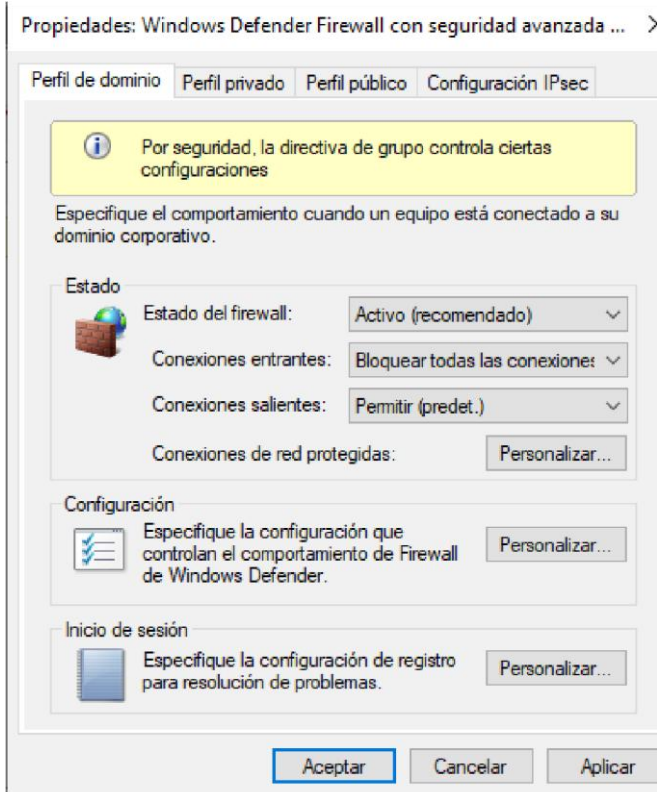 Propiedades: Windows Defender Firewall con seguridad avanzada ...
Perfil de dominio Perfil privado Perfil público Configuración IPsec
Por seguridad, la directiva de grupo controla ciertas
configuraciones
Especifique el comportamiento cuando un equipo está conectado a su
dominio corporativo.
Estado
Estado del firewall: Activo (recomendado)
Conexiones entrantes: Bloquear todas las conexiones
Conexiones salientes: Permitir (predet.)
Conexiones de red protegidas: Personalizar...
Configuración
Especifique la configuración que
controlan el comportamiento de Firewall
de Windows Defender.
Personalizar...
Inicio de sesión
Especifique la configuración de registro
para resolución de problemas.
Personalizar...
Aceptar Cancelar Aplicar